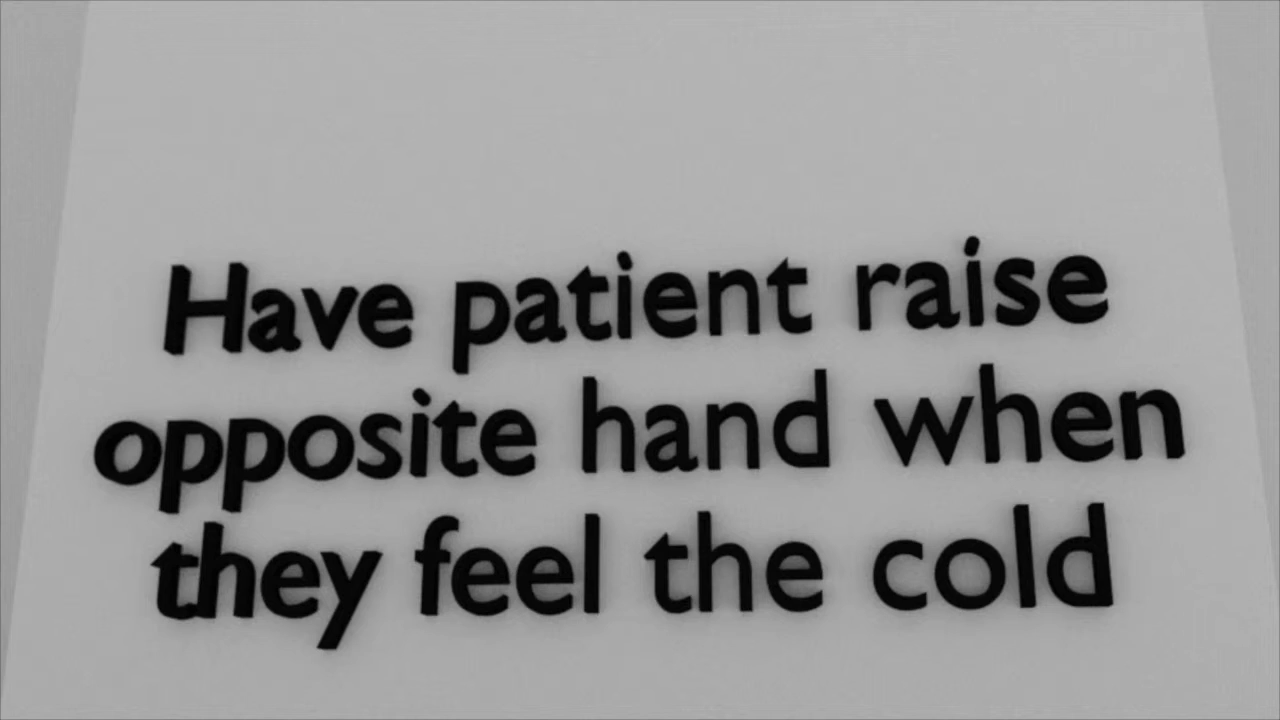 Have patient raise
opposite hand when
they feel the cold